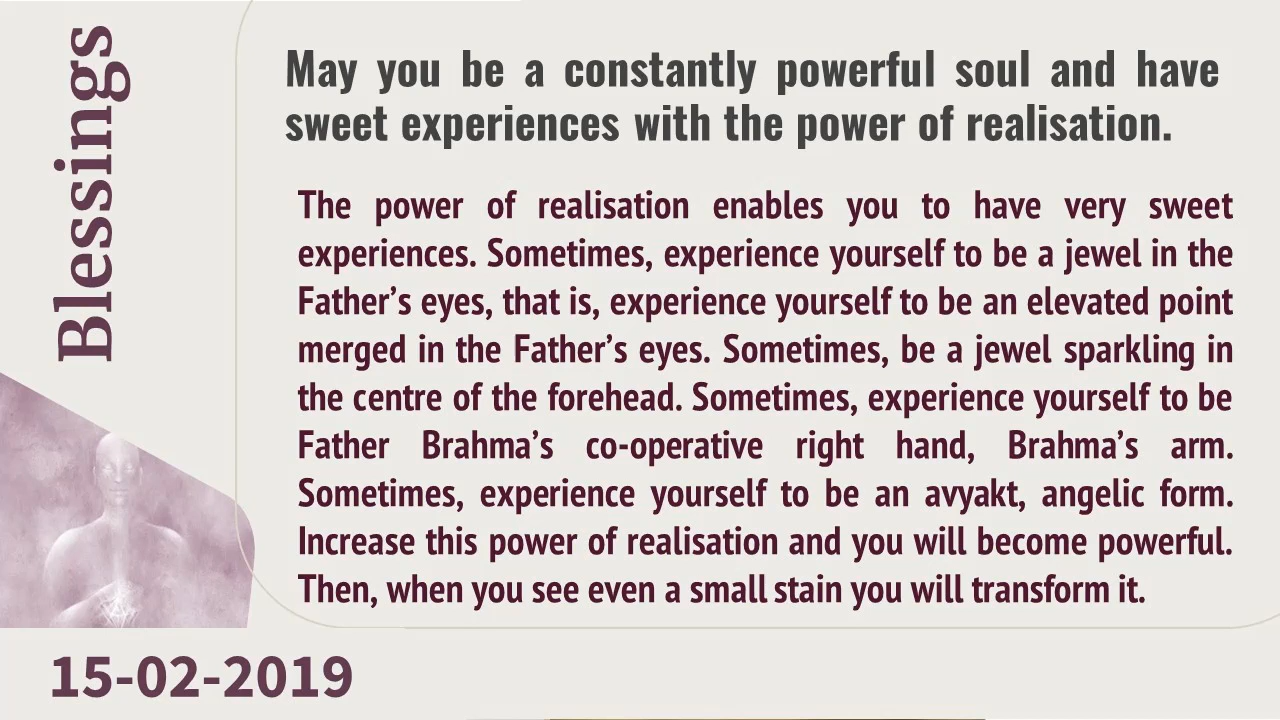 Blessings
May you be a constantly powerful soul and have
sweet experiences with the power of realisation.
The power of realisation enables you to have very sweet
experiences. Sometimes, experience yourself to be a jewel in the
Father's eyes, that is, experience yourself to be an elevated point
merged in the Father's eyes. Sometimes, be a jewel sparkling in
the centre of the forehead. Sometimes, experience yourself to be
Father Brahma's co-operative right hand, Brahma's arm.
Sometimes, experience yourself to be an avyakt, angelic form.
Increase this power of realisation and you will become powerful.
Then, when you see even a small stain you will transform it.
15-02-2019